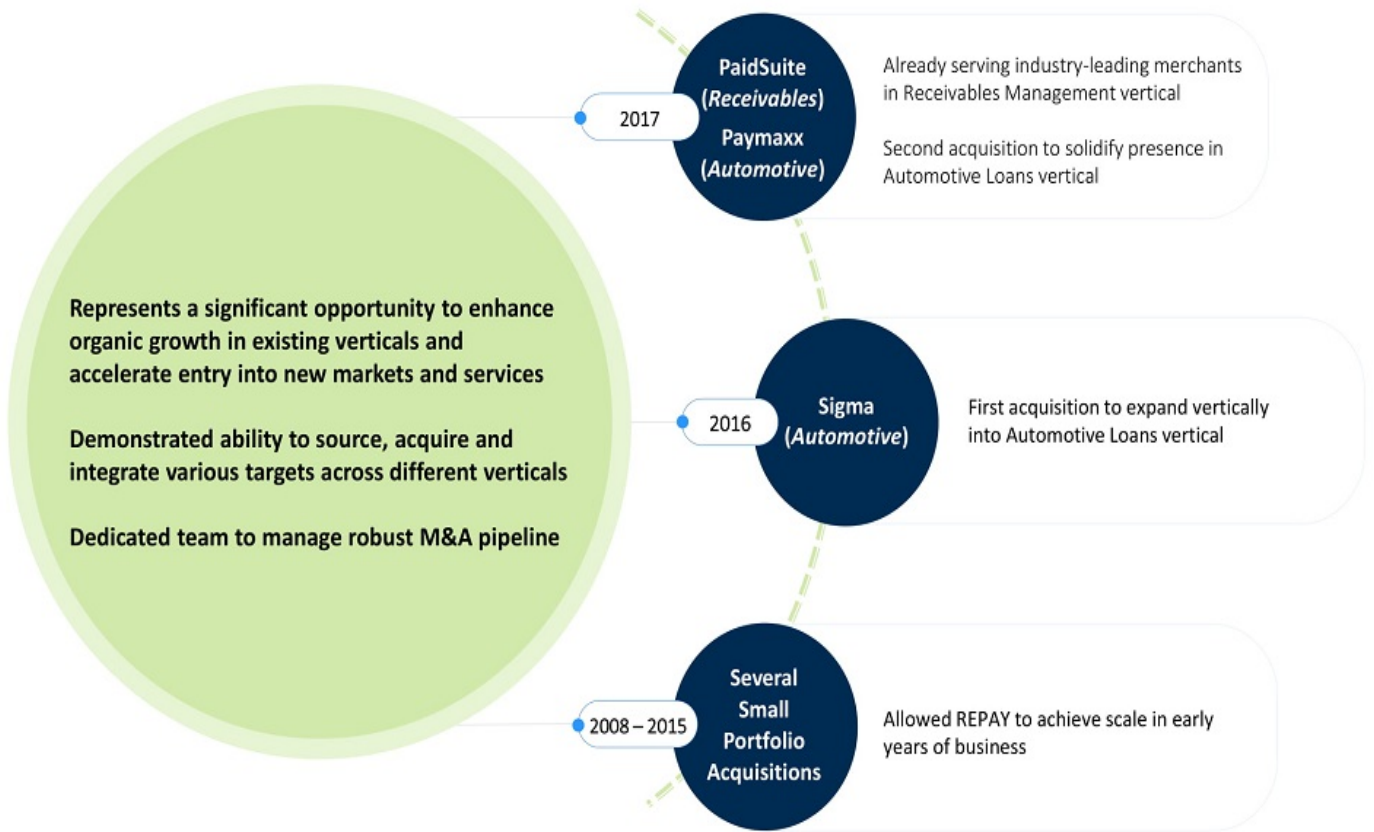 Represents a significant opportunity to enhance
organic growth in existing verticals and
accelerate entry into new markets and services
Demonstrated ability to source, acquire and
integrate various targets across different verticals
Dedicated team to manage robust M&A pipeline
2017
PaidSuite
(Receivables)
Paymaxx
(Automotive)
Already serving industry-leading merchants
in Receivables Management vertical
Second acquisition to solidify presence in
Automotive Loans vertical
2016
Sigma
(Automotive)
First acquisition to expand vertically
into Automotive Loans vertical
2008 – 2015
Several
Small
Portfolio
Acquisitions
Allowed REPAY to achieve scale in early
years of business